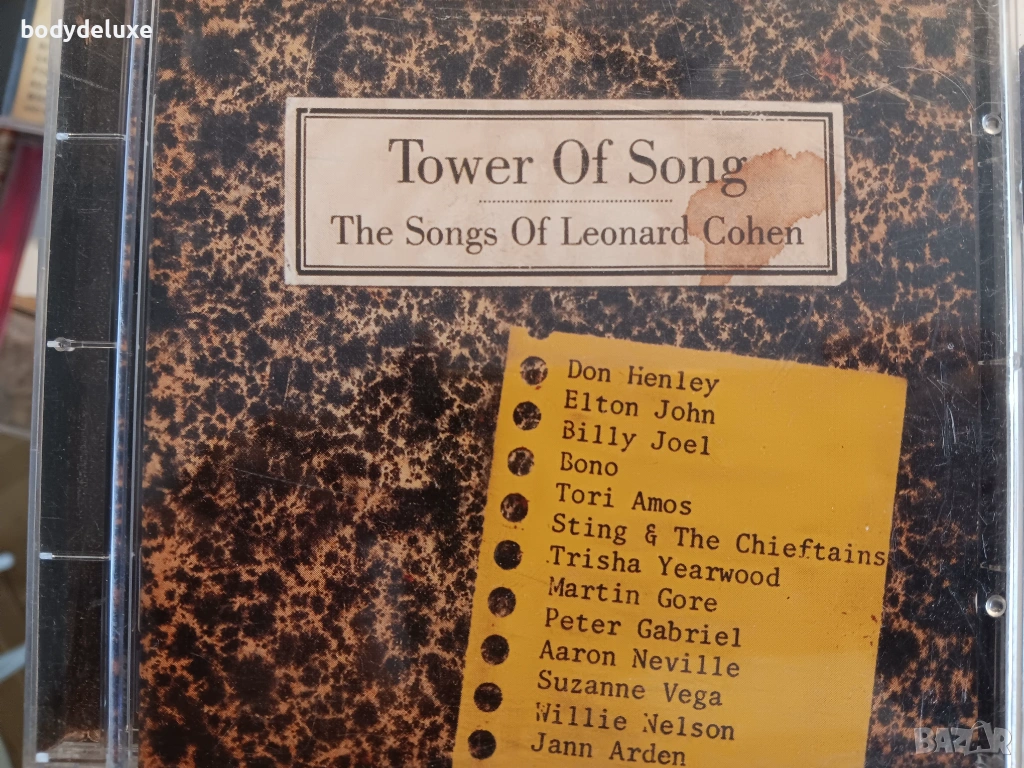 bodydeluxe
Tower Of Song
The Songs Of Leonard Cohen
Don Henley
Elton John
Billy Joel
Bono
Tori Amos
Sting & The Chieftains
Trisha Yearwood
Martin Gore
Peter Gabriel
Aaron Neville
Suzanne Vega
Willie Nelson
Jann Arden
BAZAR